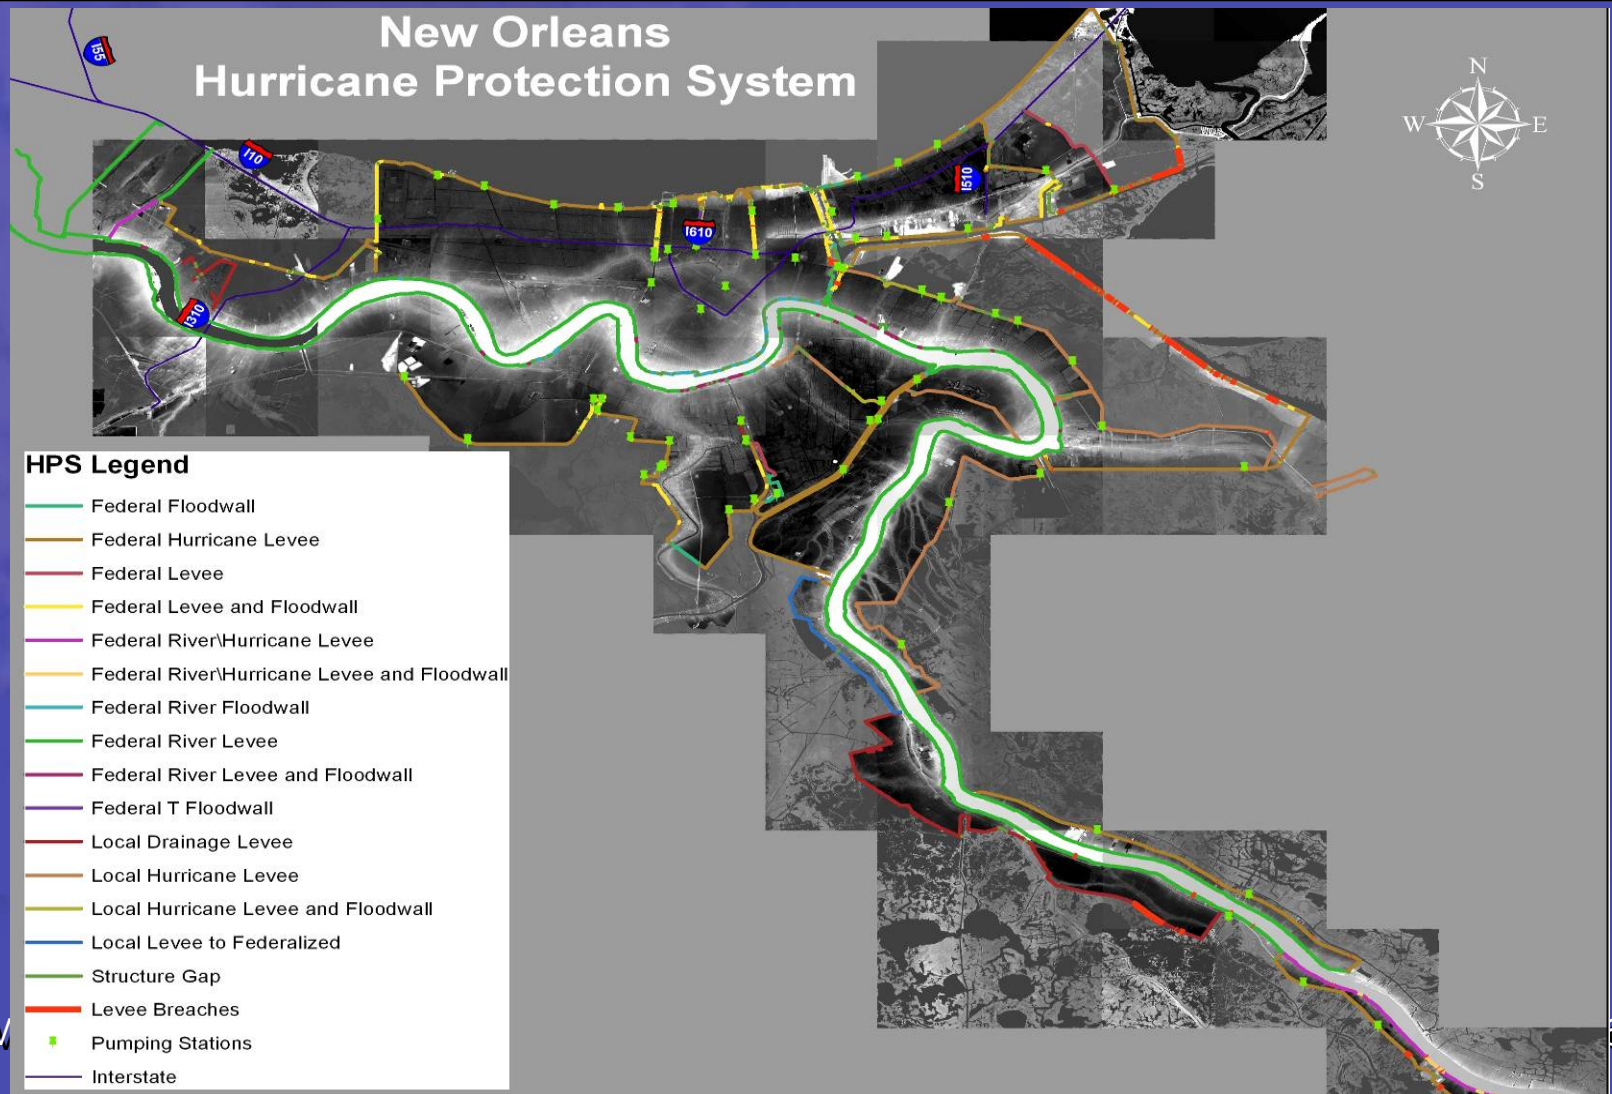 New Orleans
Hurricane Protection System
I55
N
W
E
S
I10
I510
I610
I310
HPS Legend
Federal Floodwall
Federal Hurricane Levee
Federal Levee
Federal Levee and Floodwall
Federal River\Hurricane Levee
Federal River\Hurricane Levee and Floodwall
Federal River Floodwall
Federal River Levee
Federal River Levee and Floodwall
Federal T Floodwall
Local Drainage Levee
Local Hurricane Levee
Local Hurricane Levee and Floodwall
Local Levee to Federalized
Structure Gap
Levee Breaches
Pumping Stations
Interstate